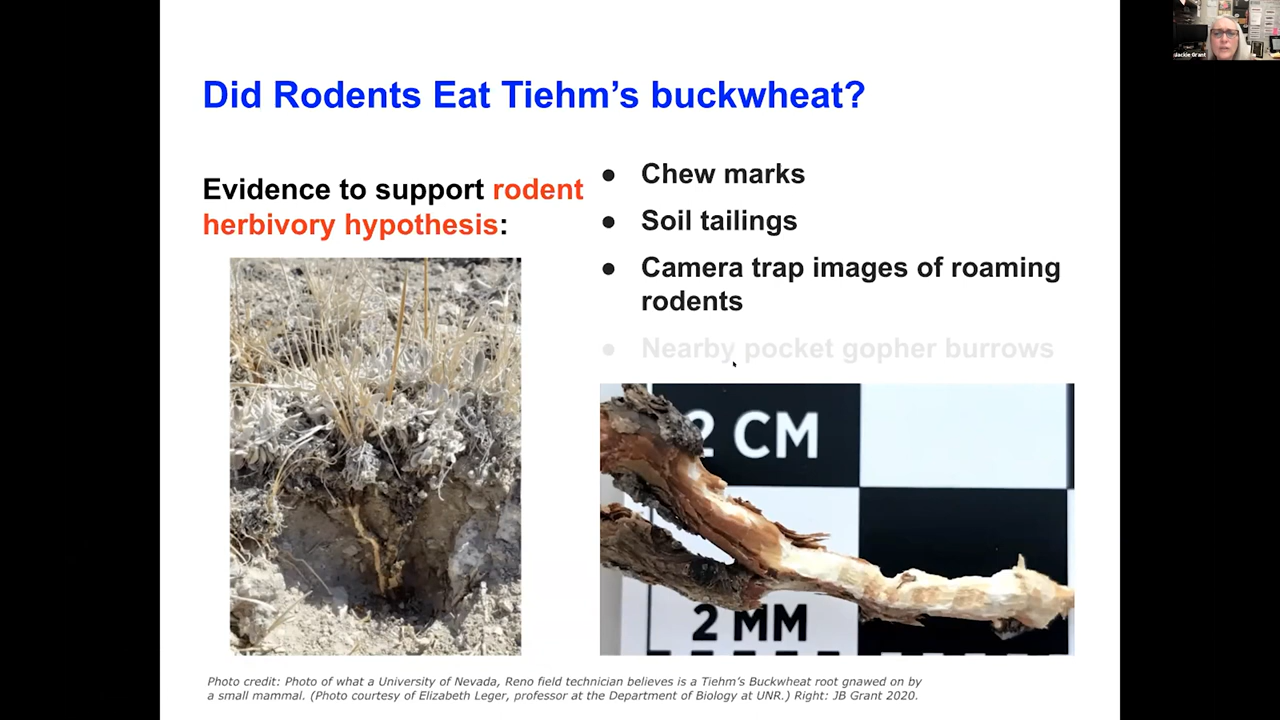 Did Rodents Eat Tiehm's buckwheat?
Evidence to support rodent
herbivory hypothesis:
● Chew marks
● Soil tailings
● Camera trap images of roaming
rodents
● Nearby pocket gopher burrows
2 CM
2 MM
Photo credit: Photo of what a University of Nevada, Reno field technician believes is a Tiehm's Buckwheat root gnawed on by
a small mammal. (Photo courtesy of Elizabeth Leger, professor at the Department of Biology at UNR.) Right: JB Grant 2020.
Jackie Grant